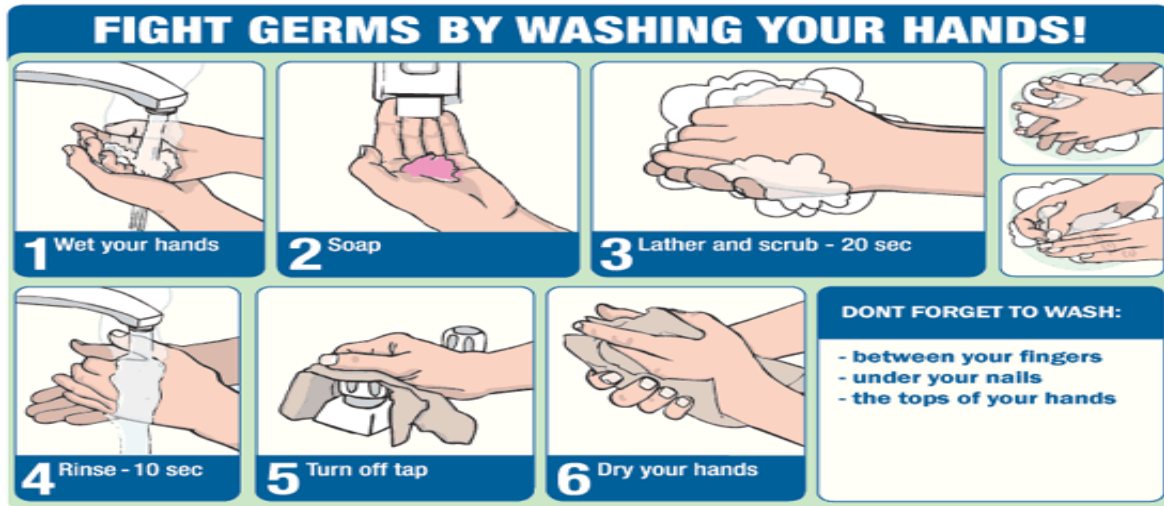 FIGHT GERMS BY WASHING YOUR HANDS!
1 Wet your hands
2 Soap
3 Lather and scrub - 20 sec
4 Rinse - 10 sec
5 Turn off tap
6 Dry your hands
DONT FORGET TO WASH:
- between your fingers
- under your nails
- the tops of your hands